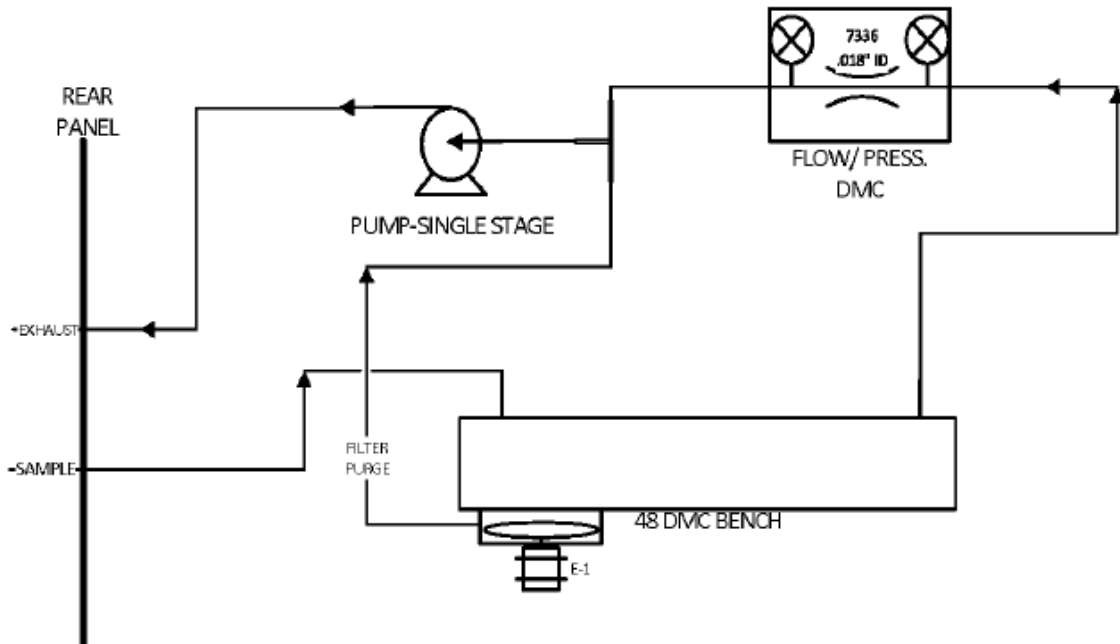 7336
.018" ID
REAR
PANEL
FLOW/ PRESS.
DMC
PUMP-SINGLE STAGE
EXHAUST
FILTER
PURGE
SAMPLE
48 DMC BENCH
E-1